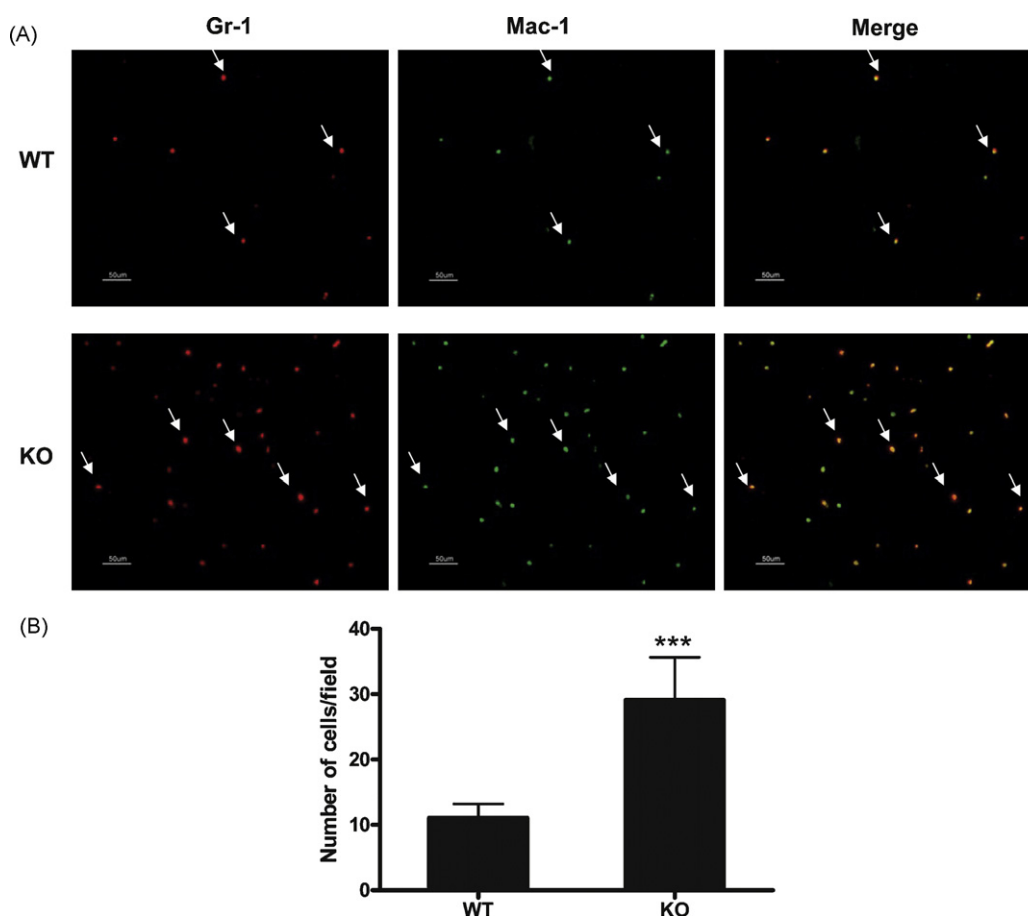 (A)
Gr-1 Mac-1 Merge
WT
50um 50um 50um
KO
50um 50um 50um
(B)
Number of cells/field
40
30
20
10
0
***
WT KO